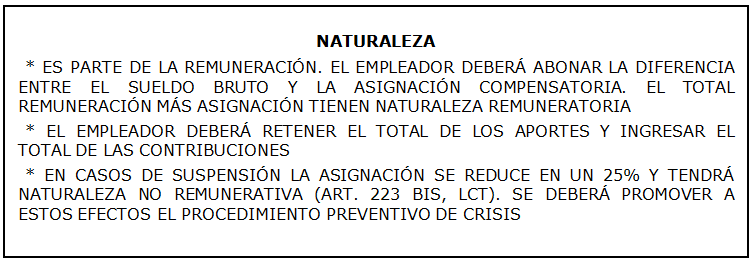 NATURALEZA
* ES PARTE DE LA REMUNERACIÓN. EL EMPLEADOR DEBERÁ ABONAR LA DIFERENCIA
ENTRE EL SUELDO BRUTO Y LA ASIGNACIÓN COMPENSATORIA. EL TOTAL
REMUNERACIÓN MÁS ASIGNACIÓN TIENEN NATURALEZA REMUNERATORIA
* EL EMPLEADOR DEBERÁ RETENER EL TOTAL DE LOS APORTES Y INGRESAR EL
TOTAL DE LAS CONTRIBUCIONES
* EN CASOS DE SUSPENSIÓN LA ASIGNACIÓN SE REDUCE EN UN 25% Y TENDRÁ
NATURALEZA NO REMUNERATIVA (ART. 223 BIS, LCT). SE DEBERÁ PROMOVER A
ESTOS EFECTOS EL PROCEDIMIENTO PREVENTIVO DE CRISIS